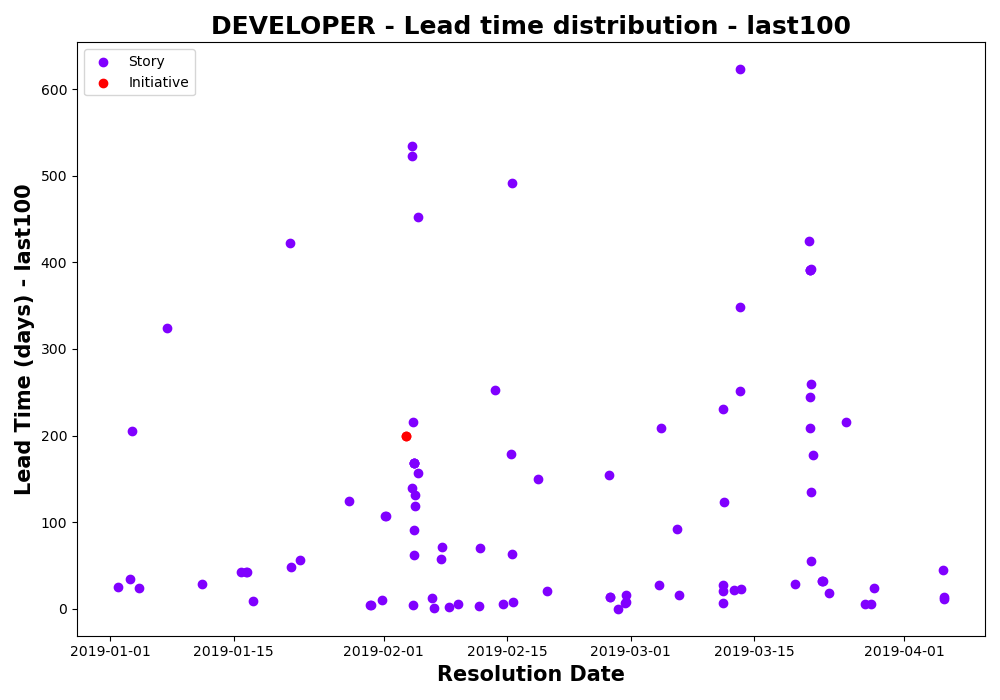 DEVELOPER - Lead time distribution - last100
Story
Initiative
600
500
400
300
200
100
0
Lead Time (days) - last100
2019-01-01 2019-01-15 2019-02-01 2019-02-15 2019-03-01 2019-03-15 2019-04-01
Resolution Date